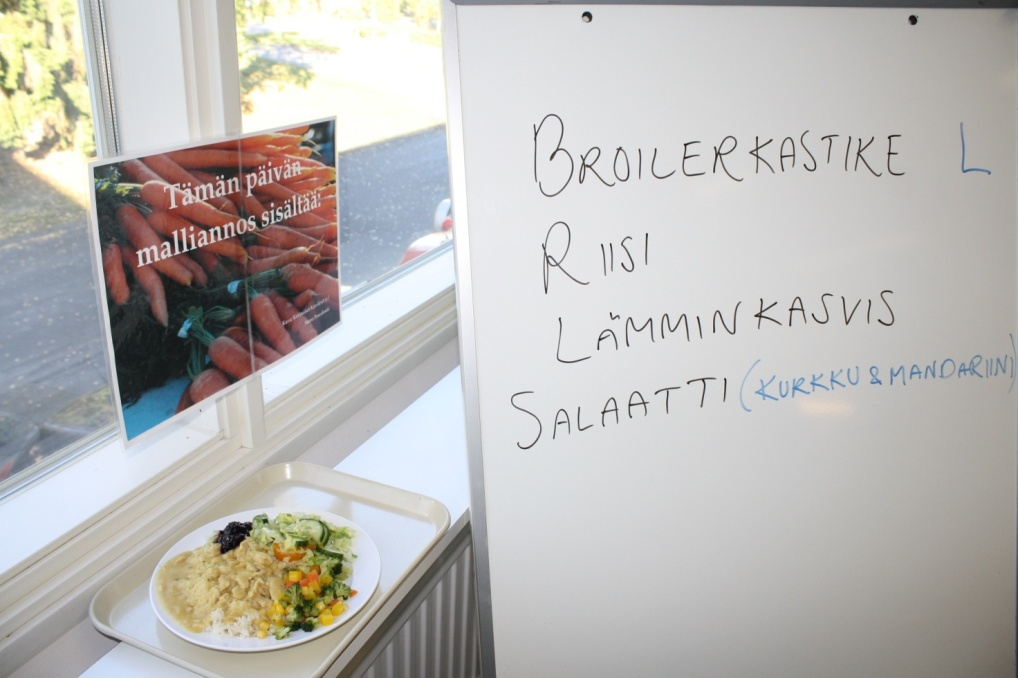 Tämän päivän
malliannos sisältää:
BROILERKASTIKE L
RIISI
LÄMMINKASVIS
SALAATTI (KURKKU & MANDARIINI)